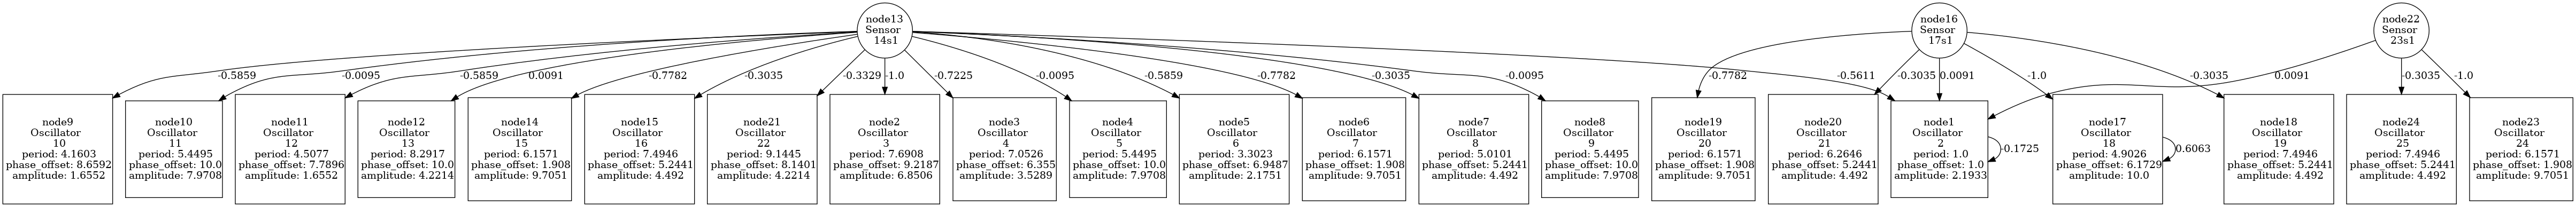 node13
Sensor
14s1
node16
Sensor
17s1
node22
Sensor
23s1
-0.5859
-0.0095
-0.5859
0.0091
-0.7782
-0.3035
-0.3329
-1.0
-0.7225
-0.0095
-0.5859
-0.7782
-0.3035
-0.0095
-0.7782
-0.5611
-0.3035
0.0091
-1.0
-0.3035
0.0091
-0.3035
-1.0
node9
Oscillator
10
period: 4.1603
phase_offset: 8.6592
amplitude: 1.6552
node10
Oscillator
11
period: 5.4495
phase_offset: 10.0
amplitude: 7.9708
node11
Oscillator
12
period: 4.5077
phase_offset: 7.7896
amplitude: 1.6552
node12
Oscillator
13
period: 8.2917
phase_offset: 10.0
amplitude: 4.2214
node14
Oscillator
15
period: 6.1571
phase_offset: 1.908
amplitude: 9.7051
node15
Oscillator
16
period: 7.4946
phase_offset: 5.2441
amplitude: 4.492
node21
Oscillator
22
period: 9.1445
phase_offset: 8.1401
amplitude: 4.2214
node2
Oscillator
3
period: 7.6908
phase_offset: 9.2187
amplitude: 6.8506
node3
Oscillator
4
period: 7.0526
phase_offset: 6.355
amplitude: 3.5289
node4
Oscillator
5
period: 5.4495
phase_offset: 10.0
amplitude: 7.9708
node5
Oscillator
6
period: 3.3023
phase_offset: 6.9487
amplitude: 2.1751
node6
Oscillator
7
period: 6.1571
phase_offset: 1.908
amplitude: 9.7051
node7
Oscillator
8
period: 5.0101
phase_offset: 5.2441
amplitude: 4.492
node8
Oscillator
9
period: 5.4495
phase_offset: 10.0
amplitude: 7.9708
node19
Oscillator
20
period: 6.1571
phase_offset: 1.908
amplitude: 9.7051
node20
Oscillator
21
period: 6.2646
phase_offset: 5.2441
amplitude: 4.492
node1
Oscillator
2
period: 1.0
phase_offset: 1.0
amplitude: 2.1933
-0.1725
node17
Oscillator
18
period: 4.9026
phase_offset: 6.1729
amplitude: 10.0
0.6063
node18
Oscillator
19
period: 7.4946
phase_offset: 5.2441
amplitude: 4.492
node24
Oscillator
25
period: 7.4946
phase_offset: 5.2441
amplitude: 4.492
node23
Oscillator
24
period: 6.1571
phase_offset: 1.908
amplitude: 9.7051